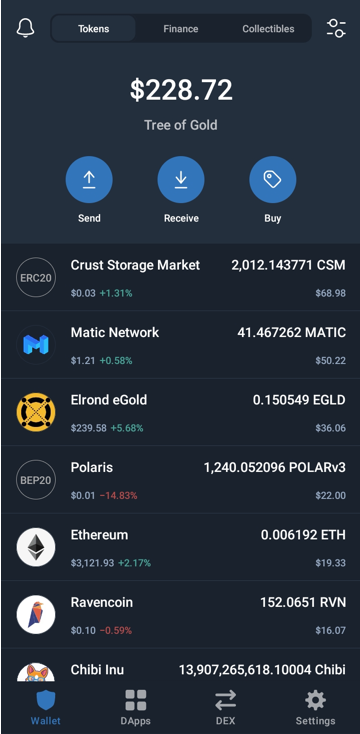 Tokens Finance Collectibles
$228.72
Tree of Gold
Send Receive Buy
ERC20 Crust Storage Market 2,012.143771 CSM
$0.03 +1.31% $68.98
Matic Network 41.467262 MATIC
$1.21 +0.58% $50.22
Elrond eGold 0.150549 EGLD
$239.58 +5.68% $36.06
BEP20 Polaris 1,240.052096 POLARv3
$0.01 −14.83% $22.00
Ethereum 0.006192 ETH
$3,121.93 +2.17% $19.33
Ravencoin 152.0651 RVN
$0.10 −0.59% $16.07
Chibi Inu 13,907,265,618.10004 Chibi
Wallet DApps DEX Settings